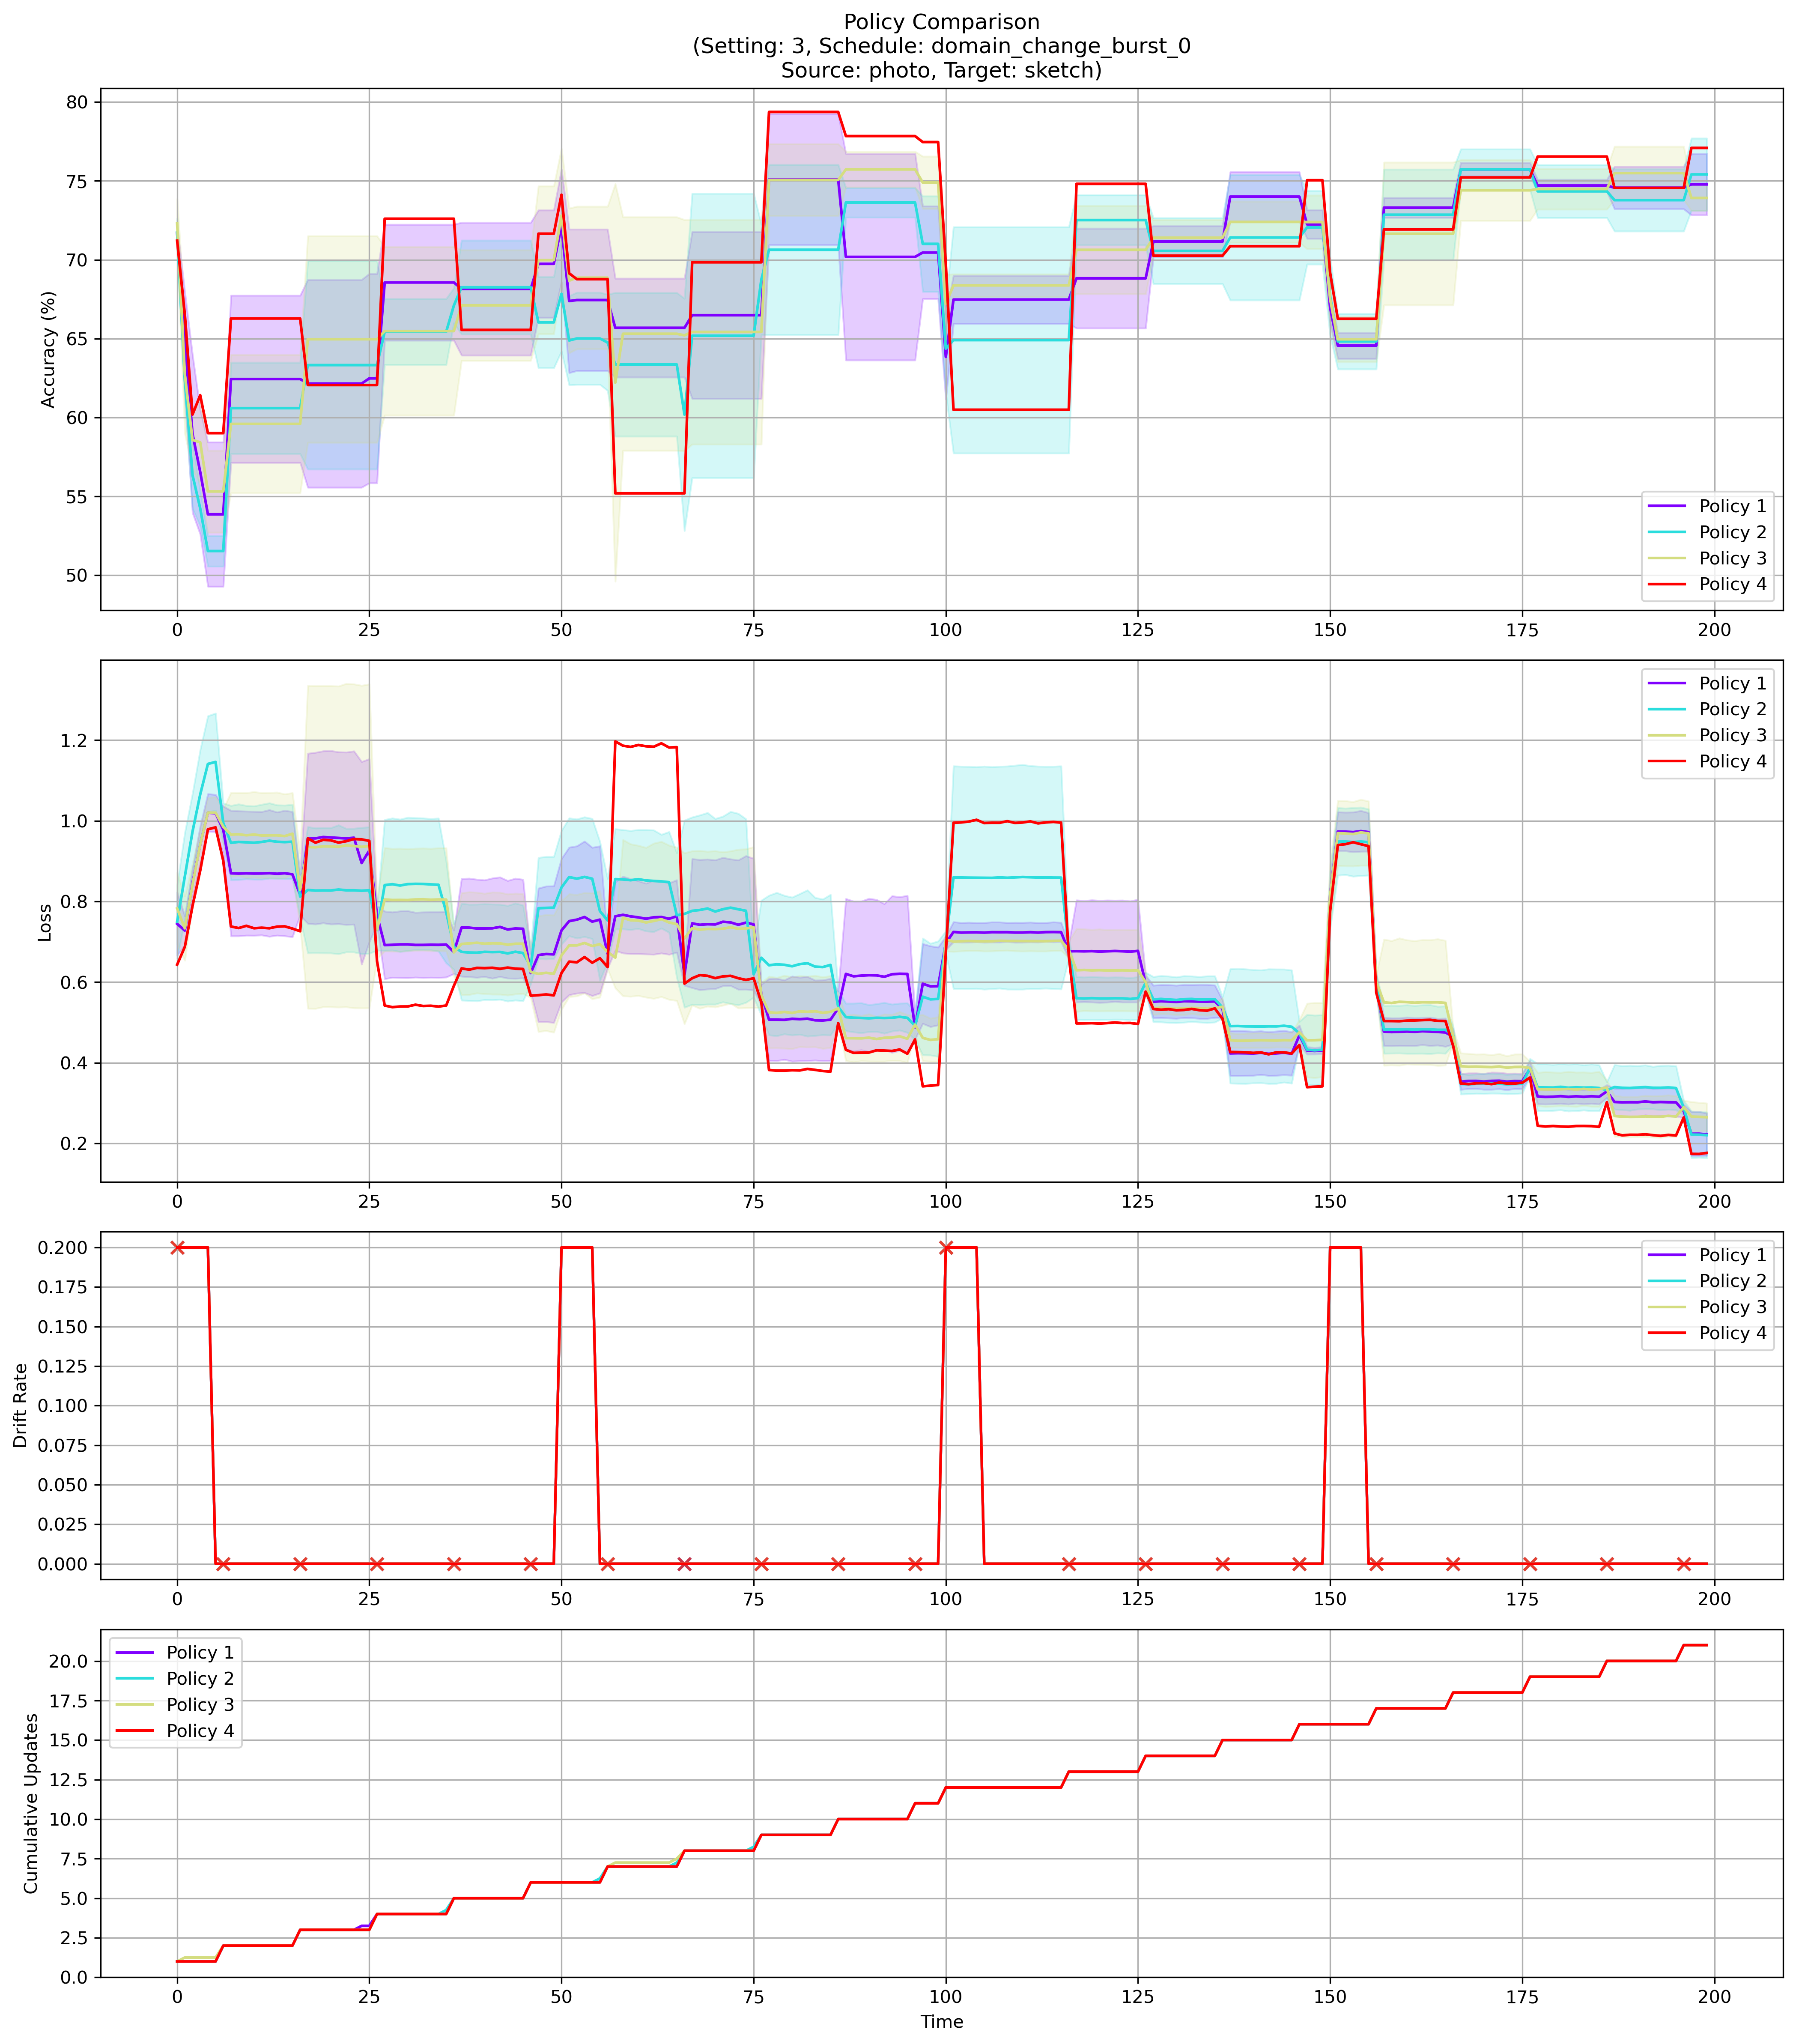 Policy Comparison
(Setting: 3, Schedule: domain_change_burst_0
Source: photo, Target: sketch)
80
75
70
65
60
55
50
Accuracy (%)
0 25 50 75 100 125 150 175 200
Policy 1
Policy 2
Policy 3
Policy 4
1.2
1.0
0.8
0.6
0.4
0.2
Loss
0 25 50 75 100 125 150 175 200
Policy 1
Policy 2
Policy 3
Policy 4
0.200
0.175
0.150
0.125
0.100
0.075
0.050
0.025
0.000
Drift Rate
0 25 50 75 100 125 150 175 200
Policy 1
Policy 2
Policy 3
Policy 4
20.0
17.5
15.0
12.5
10.0
7.5
5.0
2.5
0.0
Cumulative Updates
Policy 1
Policy 2
Policy 3
Policy 4
0 25 50 75 100 125 150 175 200
Time